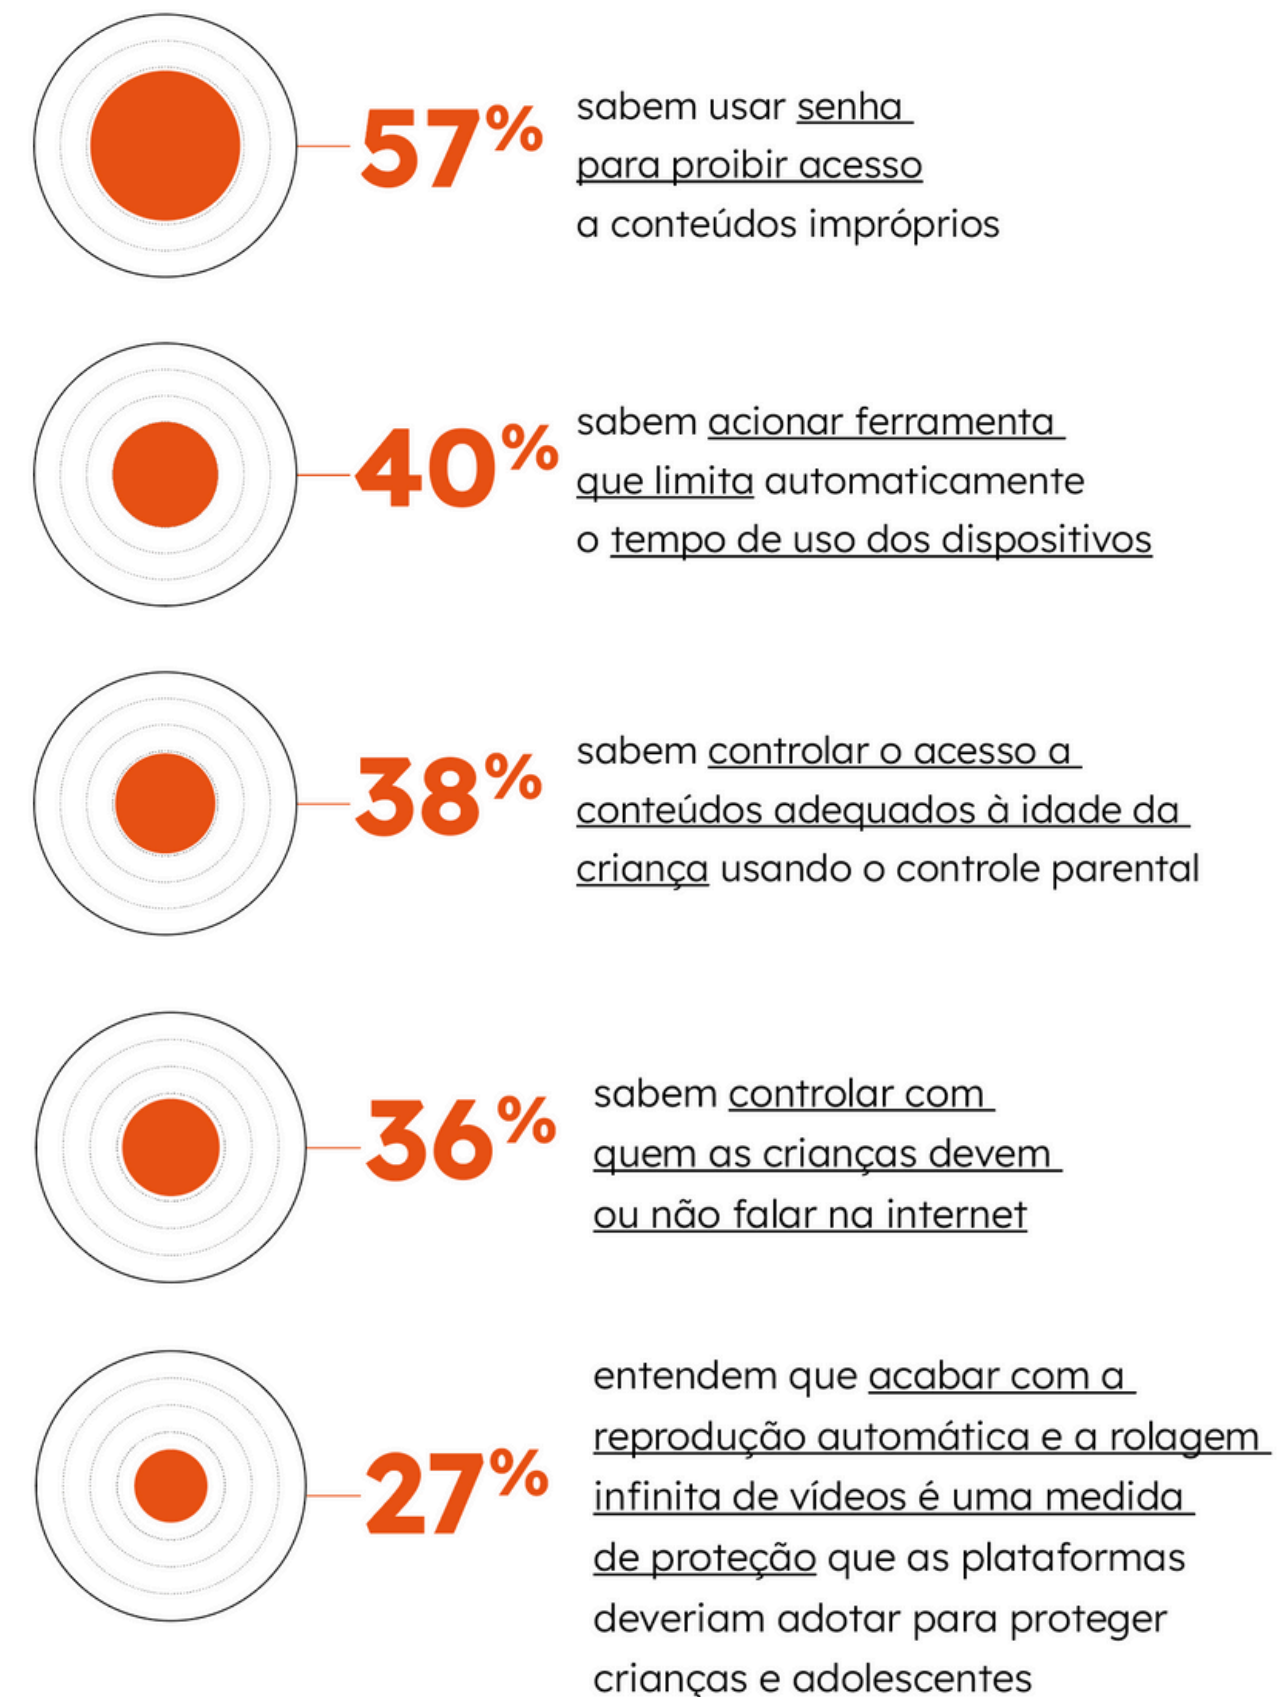 57%
sabem usar senha
para proibir acesso
a conteúdos impróprios
40%
sabem acionar ferramenta
que limita automaticamente
o tempo de uso dos dispositivos
38%
sabem controlar o acesso a
conteúdos adequados à idade da
criança usando o controle parental
36%
sabem controlar com
quem as crianças devem
ou não falar na internet
27%
entendem que acabar com a
reprodução automática e a rolagem
infinita de vídeos é uma medida
de proteção que as plataformas
deveriam adotar para proteger
crianças e adolescentes